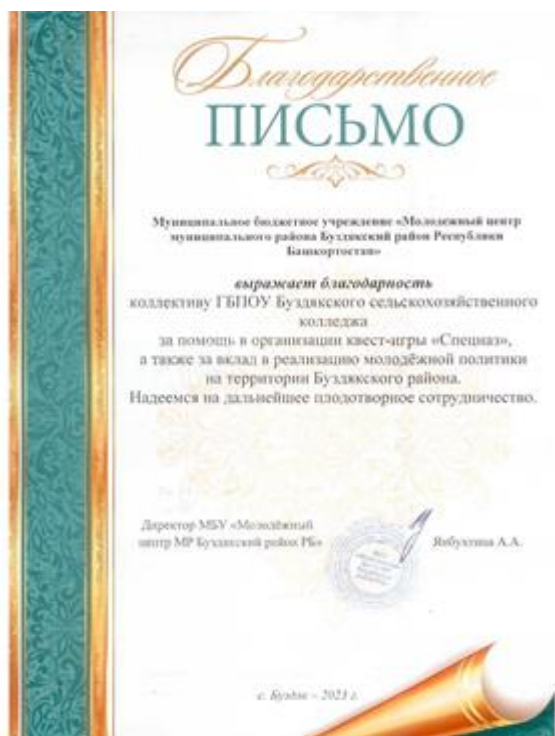 Благодарственное
ПИСЬМО
Муниципальное бюджетное учреждение «Молодежный центр
муниципального района Буздякский район Республики
Башкортостан»
выражает благодарность
коллективу ГБПОУ Буздякского сельскохозяйственного
колледжа
за помощь в организации квест-игры «Спецназ»,
а также за вклад в реализацию молодёжной политики
на территории Буздякского района.
Надеемся на дальнейшее плодотворное сотрудничество.
Директор МБУ «Молодёжный
центр МР Буздякский район РБ»
Янбухтина А.А.
с. Буздяк – 2023 г.